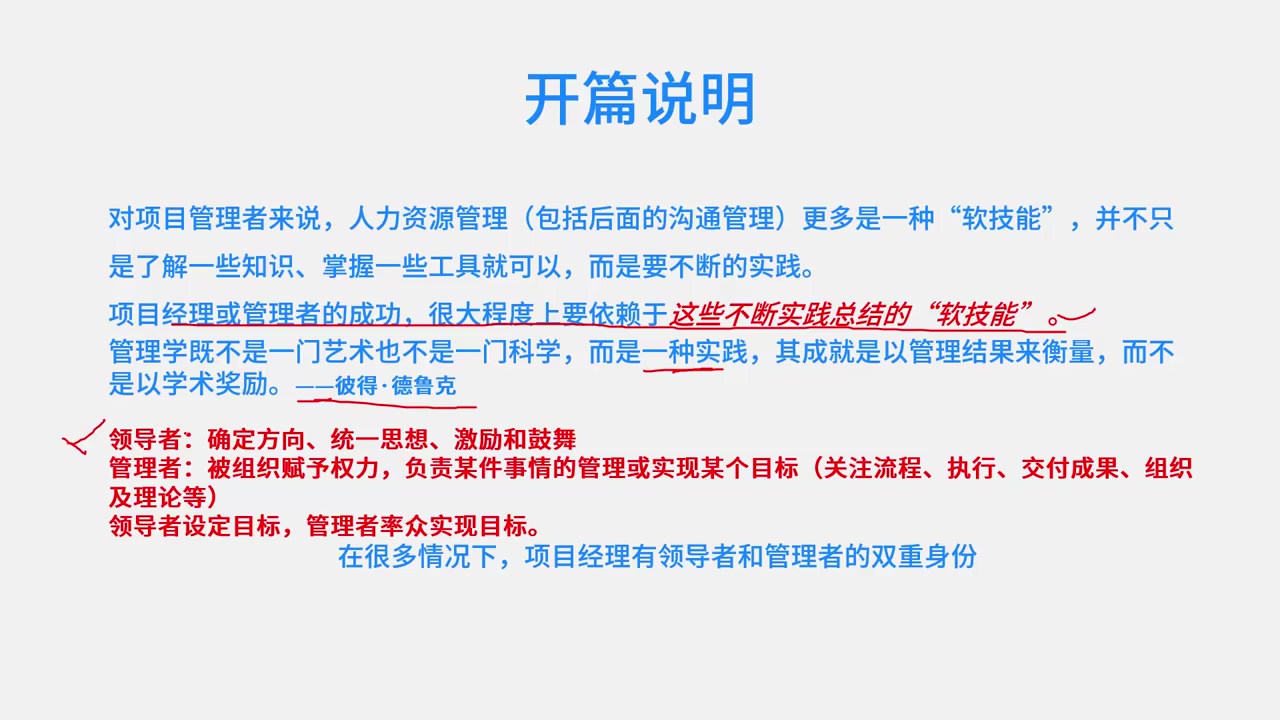 开篇说明
对项目管理者来说，人力资源管理（包括后面的沟通管理）更多是一种“软技能”，并不只
是了解一些知识、掌握一些工具就可以，而是要不断的实践。
项目经理或管理者的成功，很大程度上要依赖于这些不断实践总结的“软技能”。
管理学既不是一门艺术也不是一门科学，而是一种实践，其成就是以管理结果来衡量，而不
是以学术奖励。——彼得·德鲁克
领导者：确定方向、统一思想、激励和鼓舞
管理者：被组织赋予权力，负责某件事情的管理或实现某个目标（关注流程、执行、交付成果、组织
及理论等）
领导者设定目标，管理者率众实现目标。
在很多情况下，项目经理有领导者和管理者的双重身份